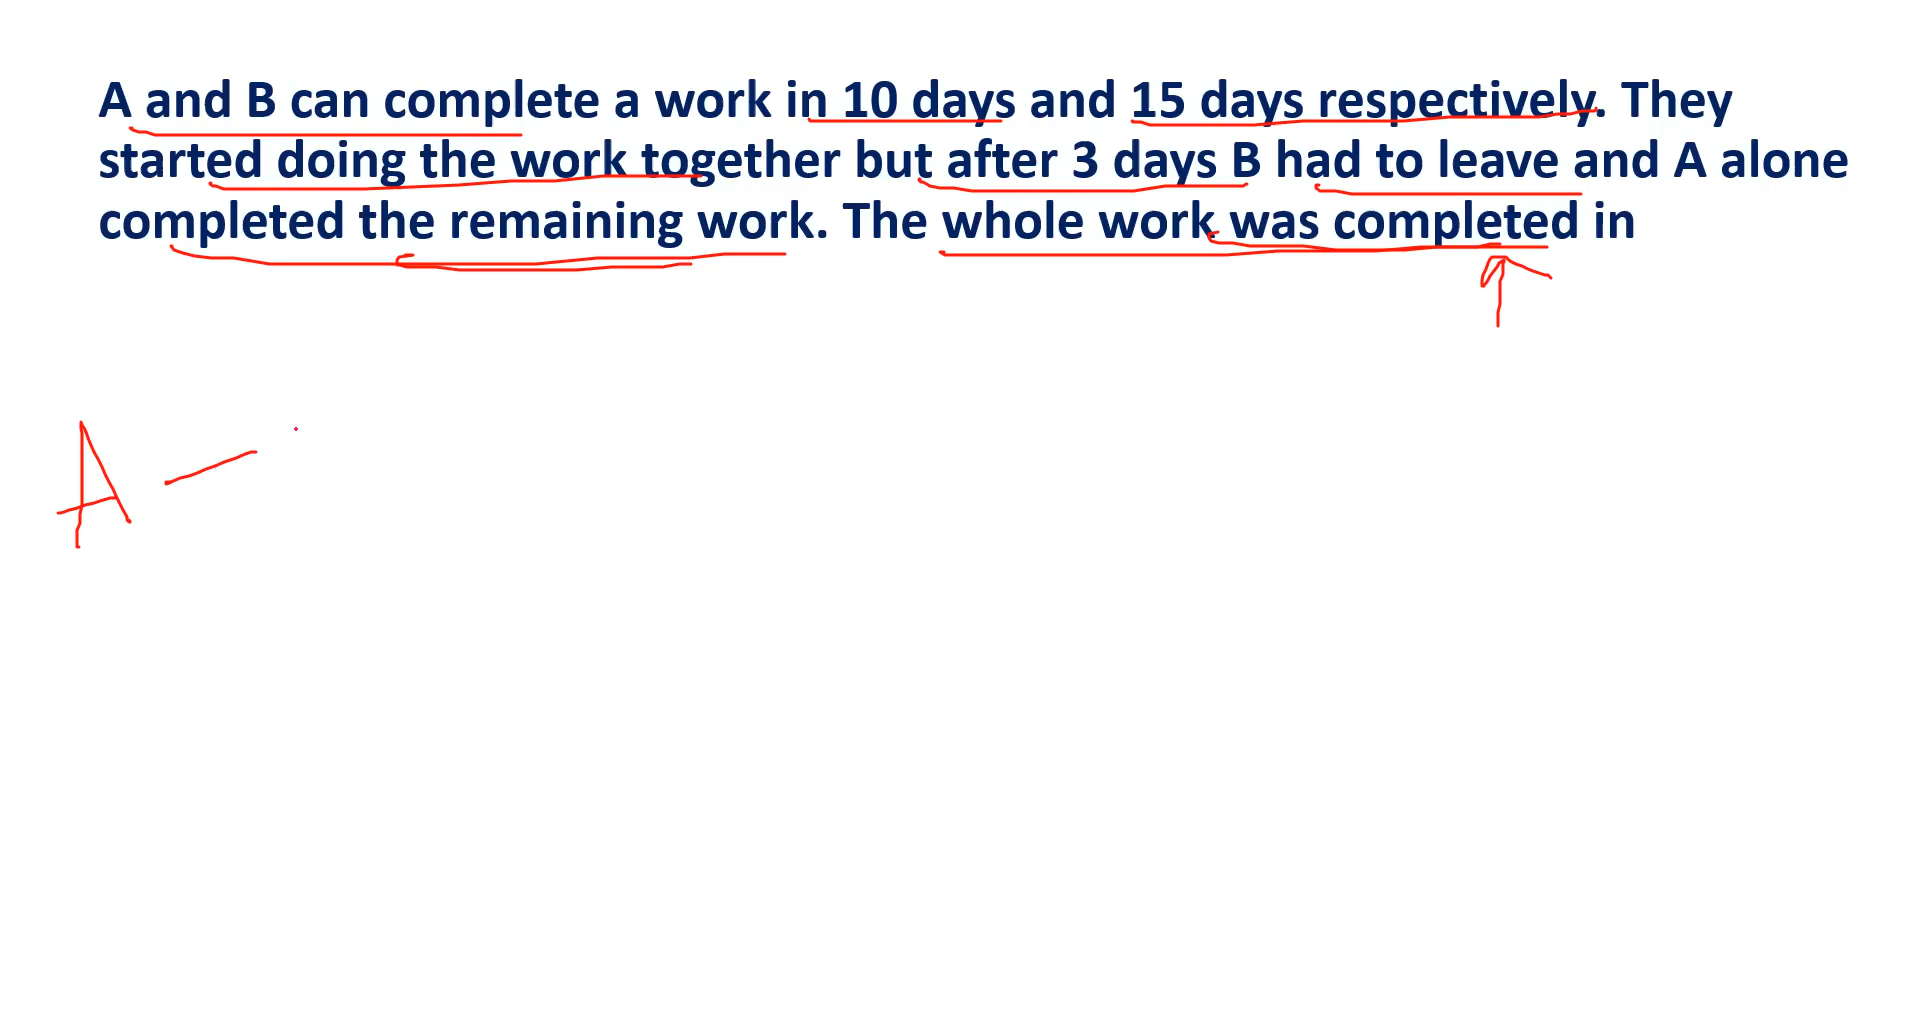 A and B can complete a work in 10 days and 15 days respectively. They
started doing the work together but after 3 days B had to leave and A alone
completed the remaining work. The whole work was completed in
A —